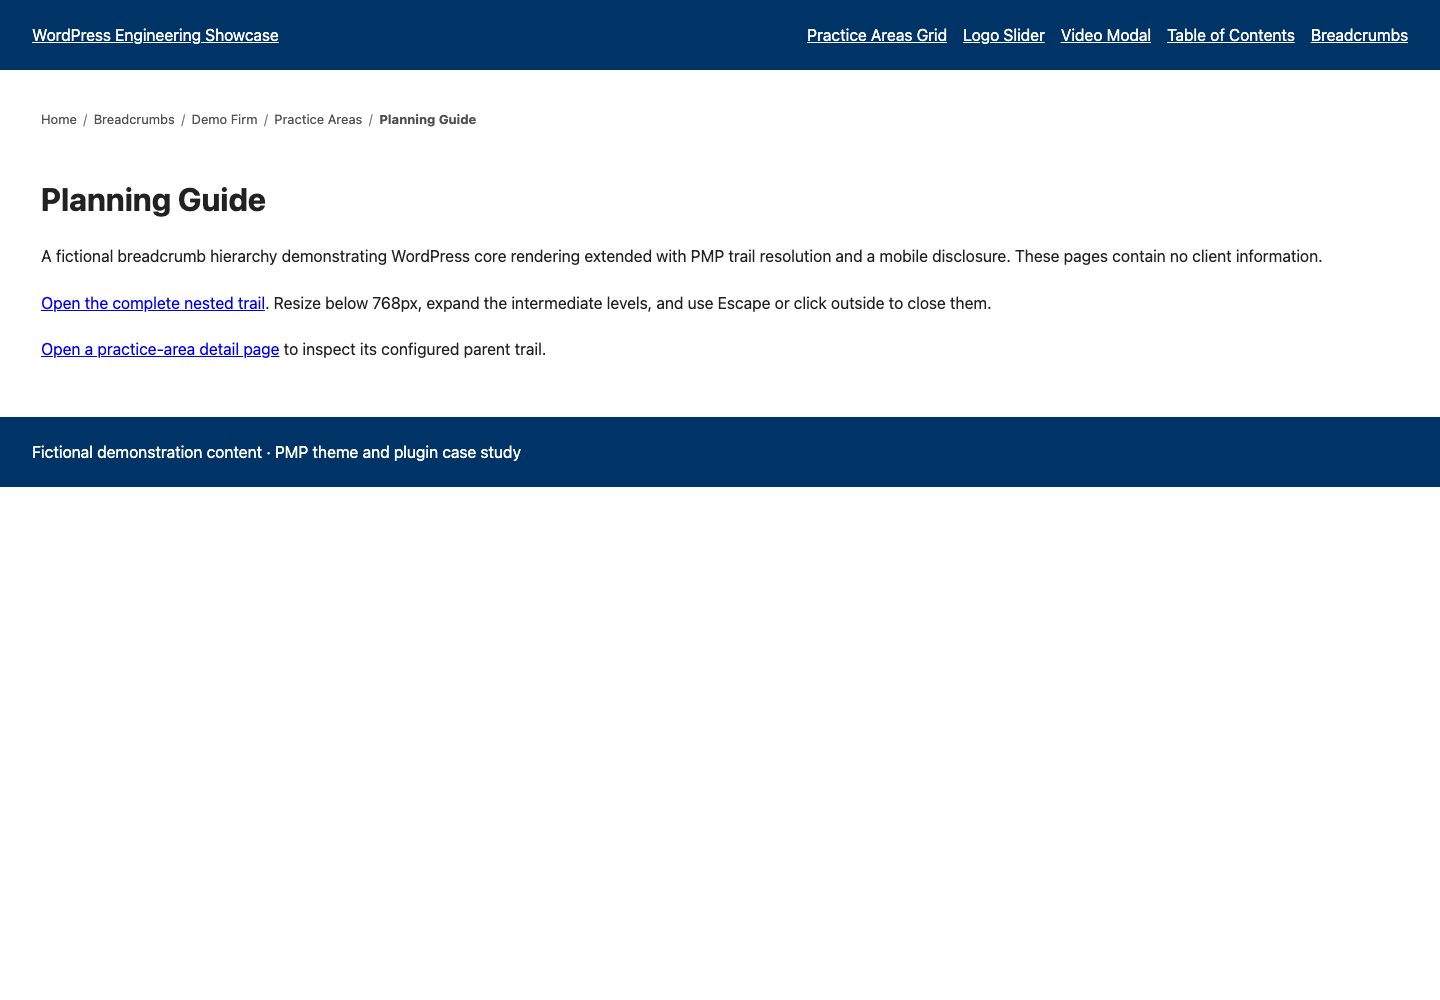 WordPress Engineering Showcase
Practice Areas Grid Logo Slider Video Modal Table of Contents Breadcrumbs
Home / Breadcrumbs / Demo Firm / Practice Areas / Planning Guide
Planning Guide
A fictional breadcrumb hierarchy demonstrating WordPress core rendering extended with PMP trail resolution and a mobile disclosure. These pages contain no client information.
Open the complete nested trail. Resize below 768px, expand the intermediate levels, and use Escape or click outside to close them.
Open a practice-area detail page to inspect its configured parent trail.
Fictional demonstration content · PMP theme and plugin case study